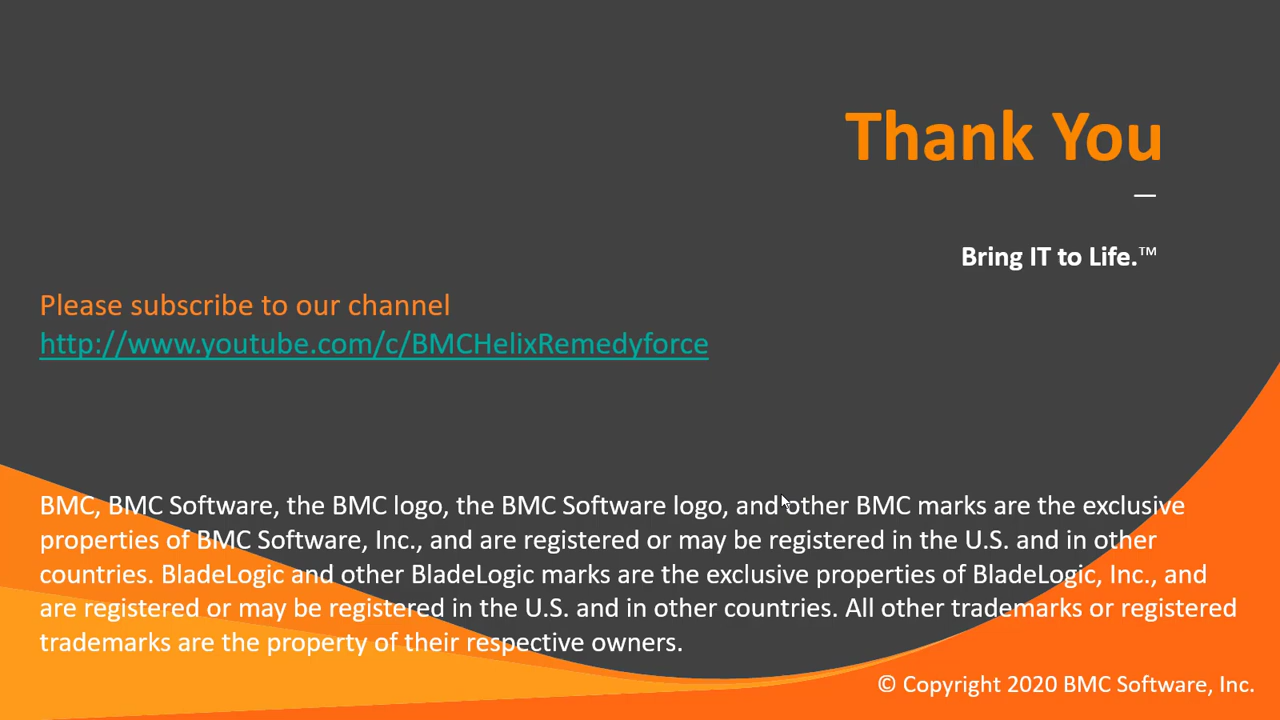 Thank You
—
Bring IT to Life.™
Please subscribe to our channel
http://www.youtube.com/c/BMCHelixRemedyforce
BMC, BMC Software, the BMC logo, the BMC Software logo, and other BMC marks are the exclusive
properties of BMC Software, Inc., and are registered or may be registered in the U.S. and in other
countries. BladeLogic and other BladeLogic marks are the exclusive properties of BladeLogic, Inc., and
are registered or may be registered in the U.S. and in other countries. All other trademarks or registered
trademarks are the property of their respective owners.
© Copyright 2020 BMC Software, Inc.